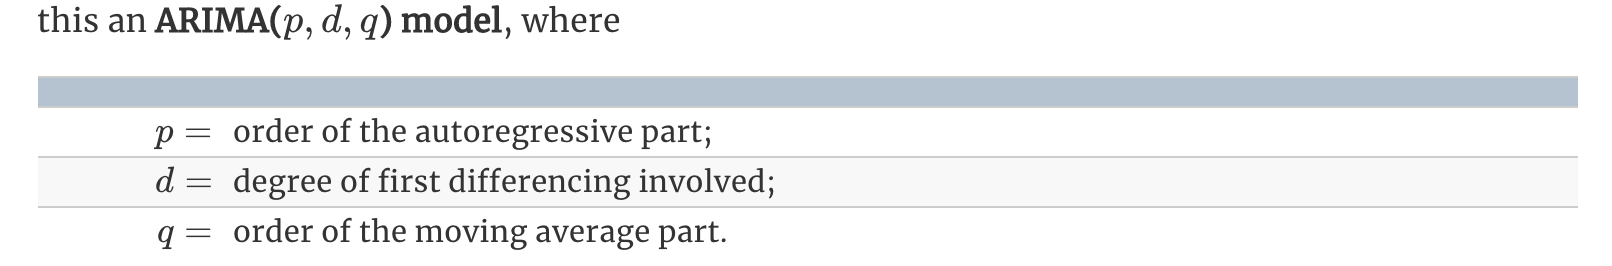 this an ARIMA(p, d, q) model, where
p = order of the autoregressive part;
d = degree of first differencing involved;
q = order of the moving average part.